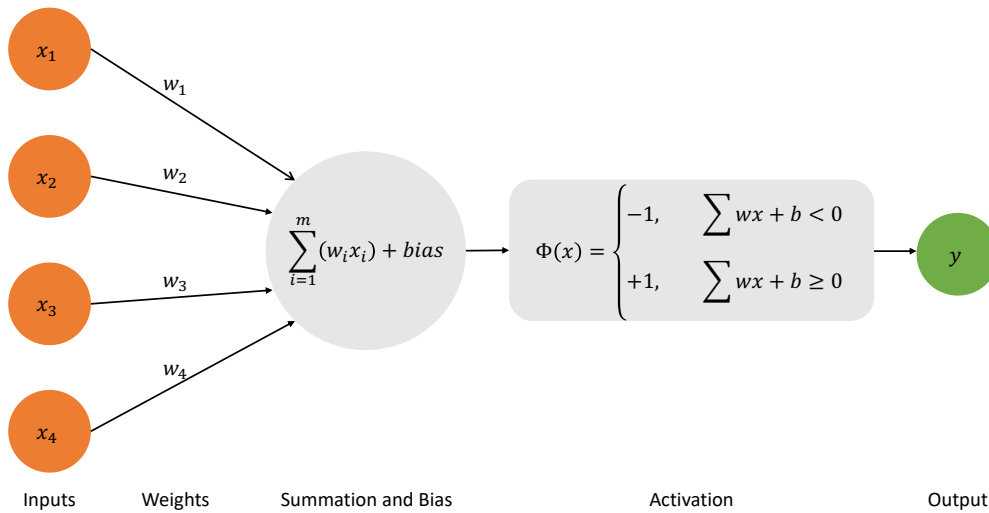 x₁
w₁
x₂
w₂
x₃
w₃
x₄
w₄
∑ᵢ₌₁ᵐ(wᵢxᵢ) + bias
Φ(x) = {
−1, ∑ wx + b < 0
+1, ∑ wx + b ≥ 0
y
Inputs Weights Summation and Bias Activation Output